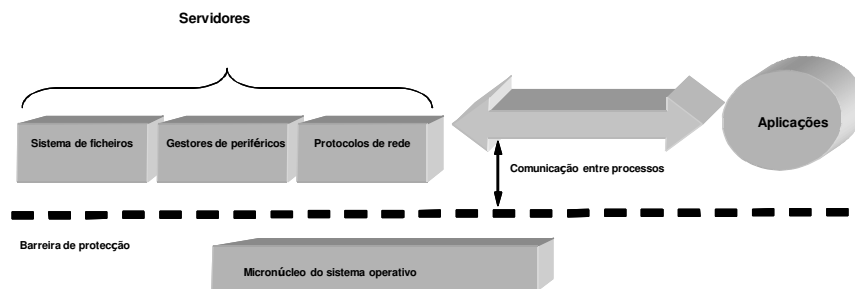 Servidores
Sistema de ficheiros
Gestores de periféricos
Protocolos de rede
Aplicações
Comunicação entre processos
Barreira de protecção
Micronúcleo do sistema operativo